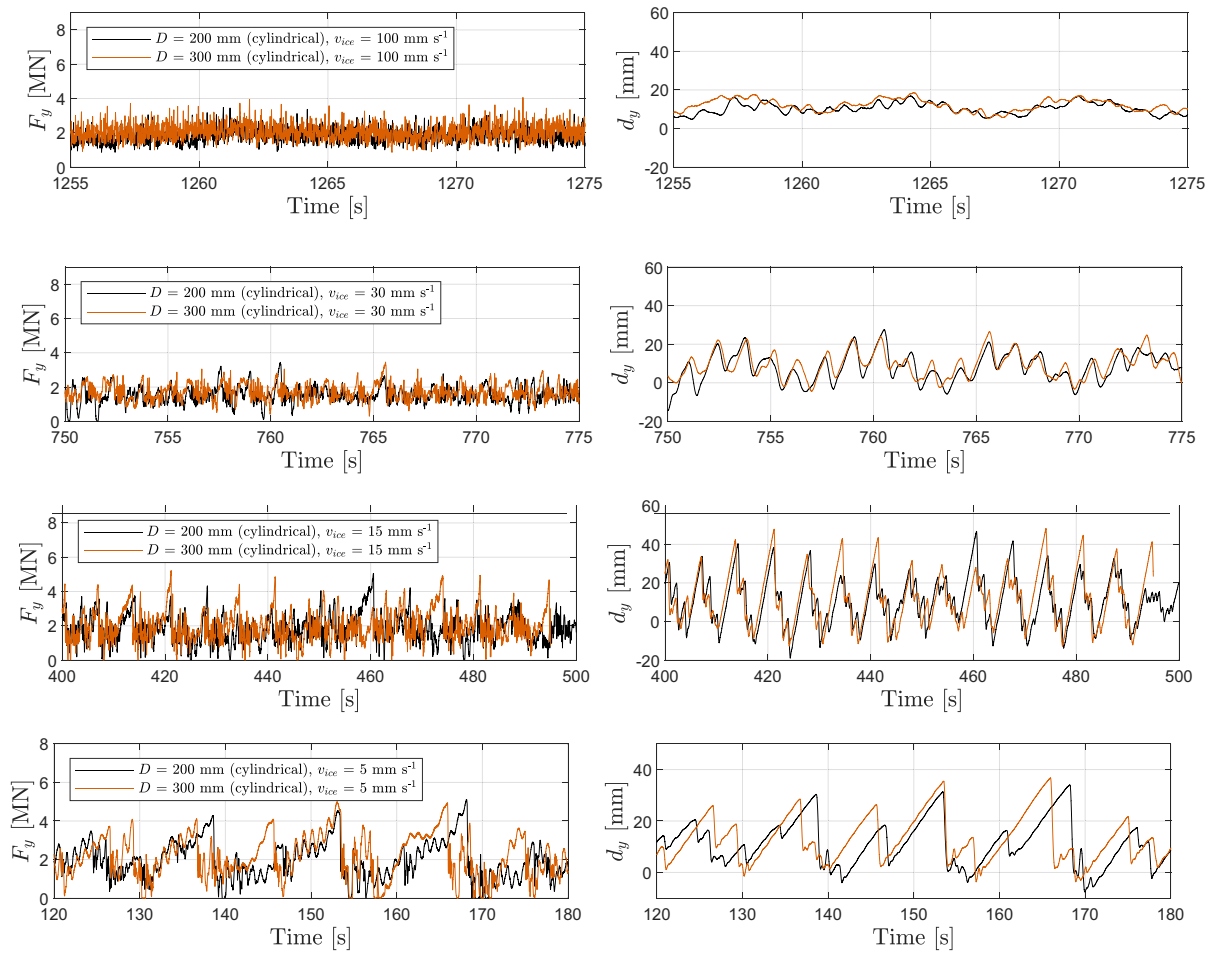 F_y [MN]
8
6
4
2
0
D = 200 mm (cylindrical), v_ice = 100 mm s-1
D = 300 mm (cylindrical), v_ice = 100 mm s-1
1255 1260 1265 1270 1275
Time [s]
d_y [mm]
60
40
20
0
-20
1255 1260 1265 1270 1275
Time [s]
F_y [MN]
8
6
4
2
0
D = 200 mm (cylindrical), v_ice = 30 mm s-1
D = 300 mm (cylindrical), v_ice = 30 mm s-1
750 755 760 765 770 775
Time [s]
d_y [mm]
60
40
20
0
-20
750 755 760 765 770 775
Time [s]
F_y [MN]
8
6
4
2
0
D = 200 mm (cylindrical), v_ice = 15 mm s-1
D = 300 mm (cylindrical), v_ice = 15 mm s-1
400 420 440 460 480 500
Time [s]
d_y [mm]
60
40
20
0
-20
400 420 440 460 480 500
Time [s]
F_y [MN]
8
6
4
2
0
D = 200 mm (cylindrical), v_ice = 5 mm s-1
D = 300 mm (cylindrical), v_ice = 5 mm s-1
120 130 140 150 160 170 180
Time [s]
d_y [mm]
40
20
0
120 130 140 150 160 170 180
Time [s]